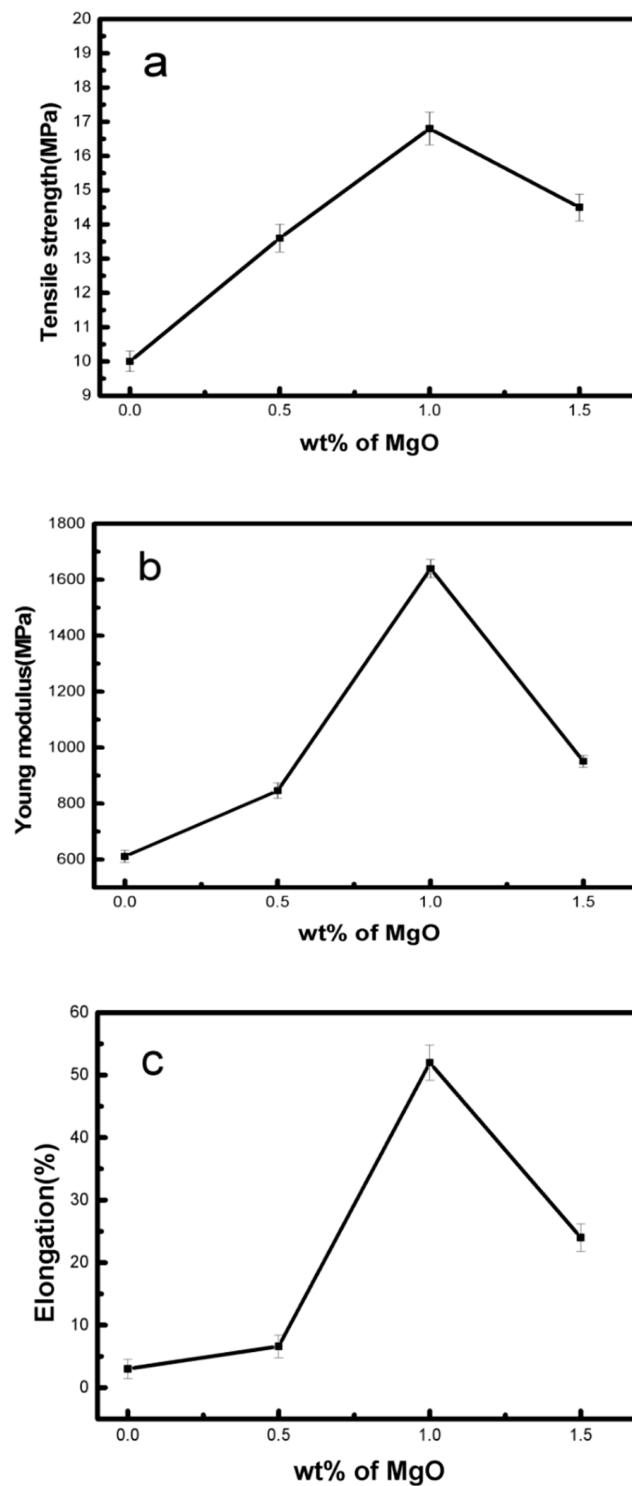 a
Tensile strength(MPa)
20
19
18
17
16
15
14
13
12
11
10
9
0.0 0.5 1.0 1.5
wt% of MgO
b
Young modulus(MPa)
1800
1600
1400
1200
1000
800
600
0.0 0.5 1.0 1.5
wt% of MgO
c
Elongation(%)
60
50
40
30
20
10
0
0.0 0.5 1.0 1.5
wt% of MgO